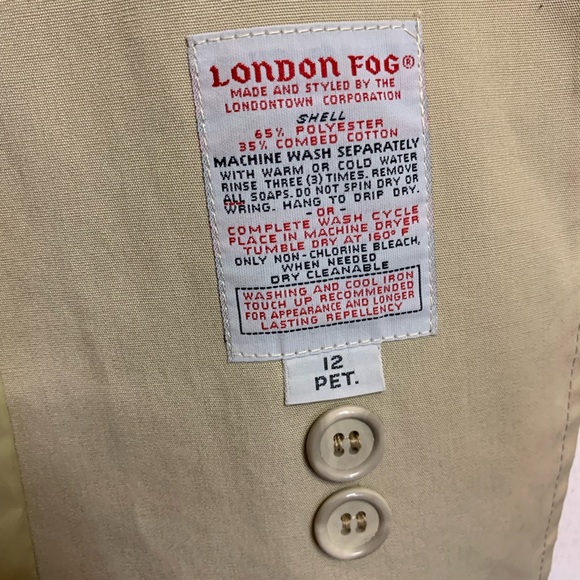 LONDON FOG®
MADE AND STYLED BY THE
LONDONTOWN CORPORATION
SHELL
65% POLYESTER
35% COMBED COTTON
MACHINE WASH SEPARATELY
WITH WARM OR COLD WATER
RINSE THREE (3) TIMES. REMOVE
ALL SOAPS. DO NOT SPIN DRY OR
WRING. HANG TO DRIP DRY.
-OR-
COMPLETE WASH CYCLE
PLACE IN MACHINE DRYER
TUMBLE DRY AT 160° F
ONLY NON-CHLORINE BLEACH,
WHEN NEEDED
DRY CLEANABLE
WASHING AND COOL IRON
TOUCH UP RECOMMENDED
FOR APPEARANCE AND LONGER
LASTING REPELLENCY
12
PET.